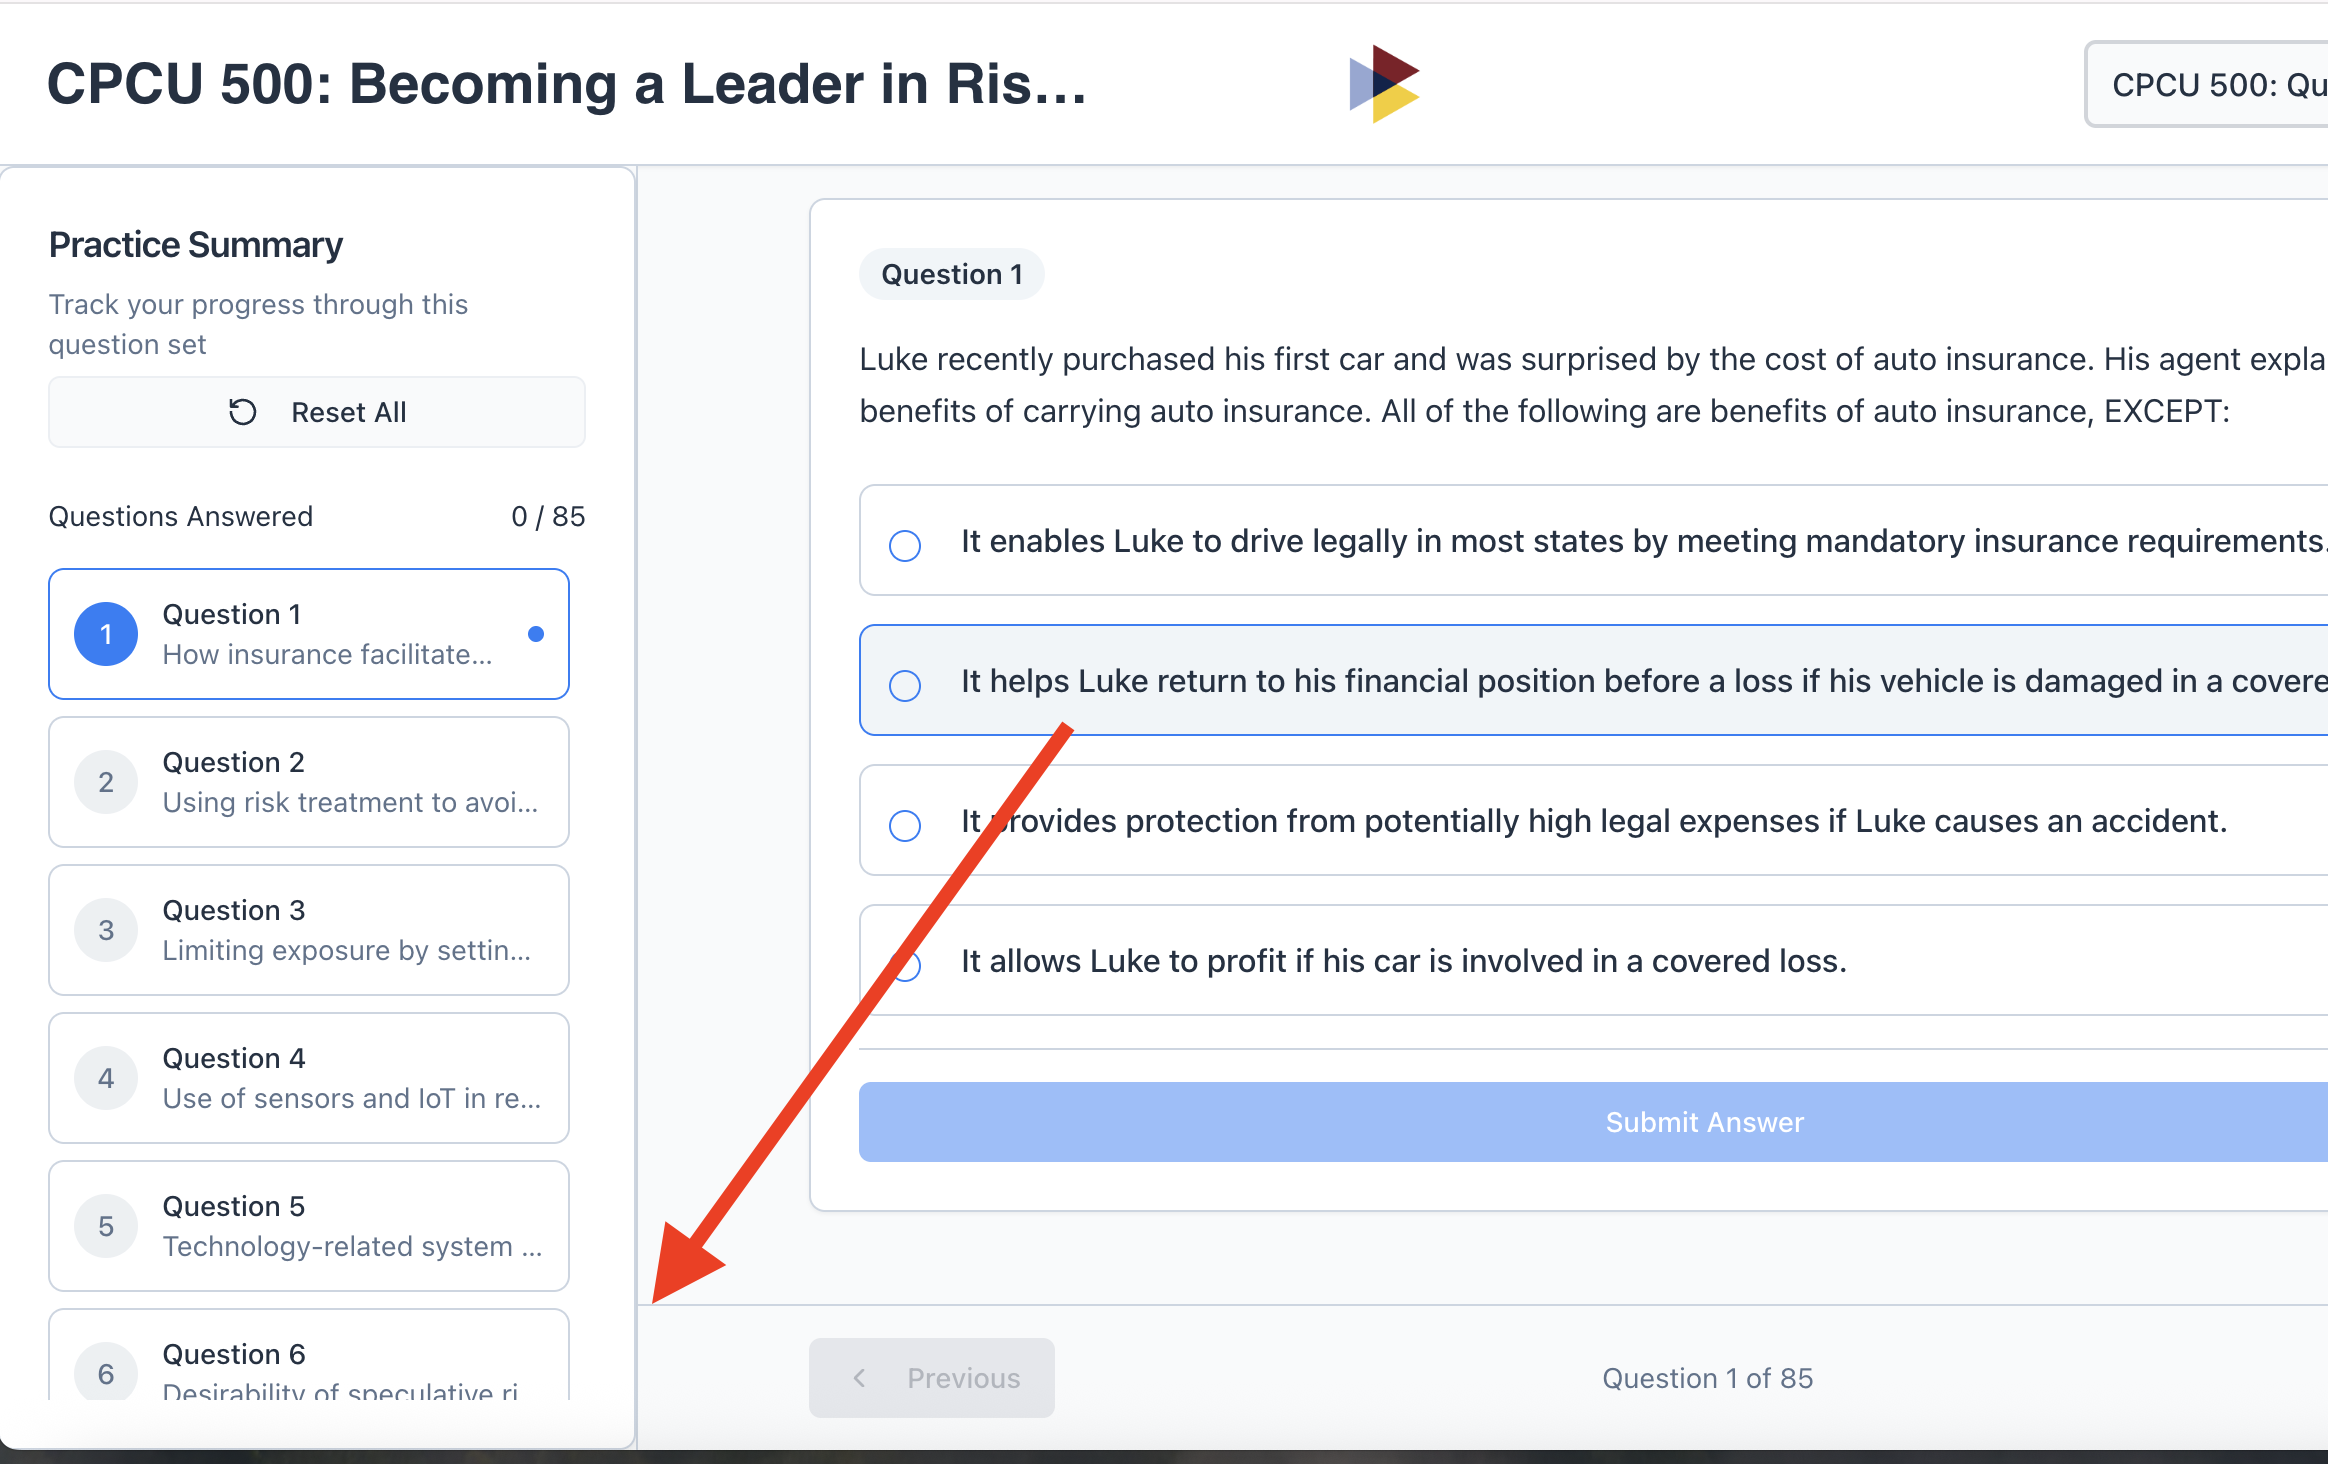 CPCU 500: Becoming a Leader in Ris...
CPCU 500: Qu
Practice Summary
Track your progress through this
question set
Reset All
Questions Answered
0 / 85
1
Question 1
How insurance facilitate...
2
Question 2
Using risk treatment to avoi...
3
Question 3
Limiting exposure by settin...
4
Question 4
Use of sensors and IoT in re...
5
Question 5
Technology-related system ...
6
Question 6
Desirability of speculative ri
Question 1
Luke recently purchased his first car and was surprised by the cost of auto insurance. His agent expla
benefits of carrying auto insurance. All of the following are benefits of auto insurance, EXCEPT:
It enables Luke to drive legally in most states by meeting mandatory insurance requirements.
It helps Luke return to his financial position before a loss if his vehicle is damaged in a covere
It provides protection from potentially high legal expenses if Luke causes an accident.
It allows Luke to profit if his car is involved in a covered loss.
Submit Answer
Previous
Question 1 of 85